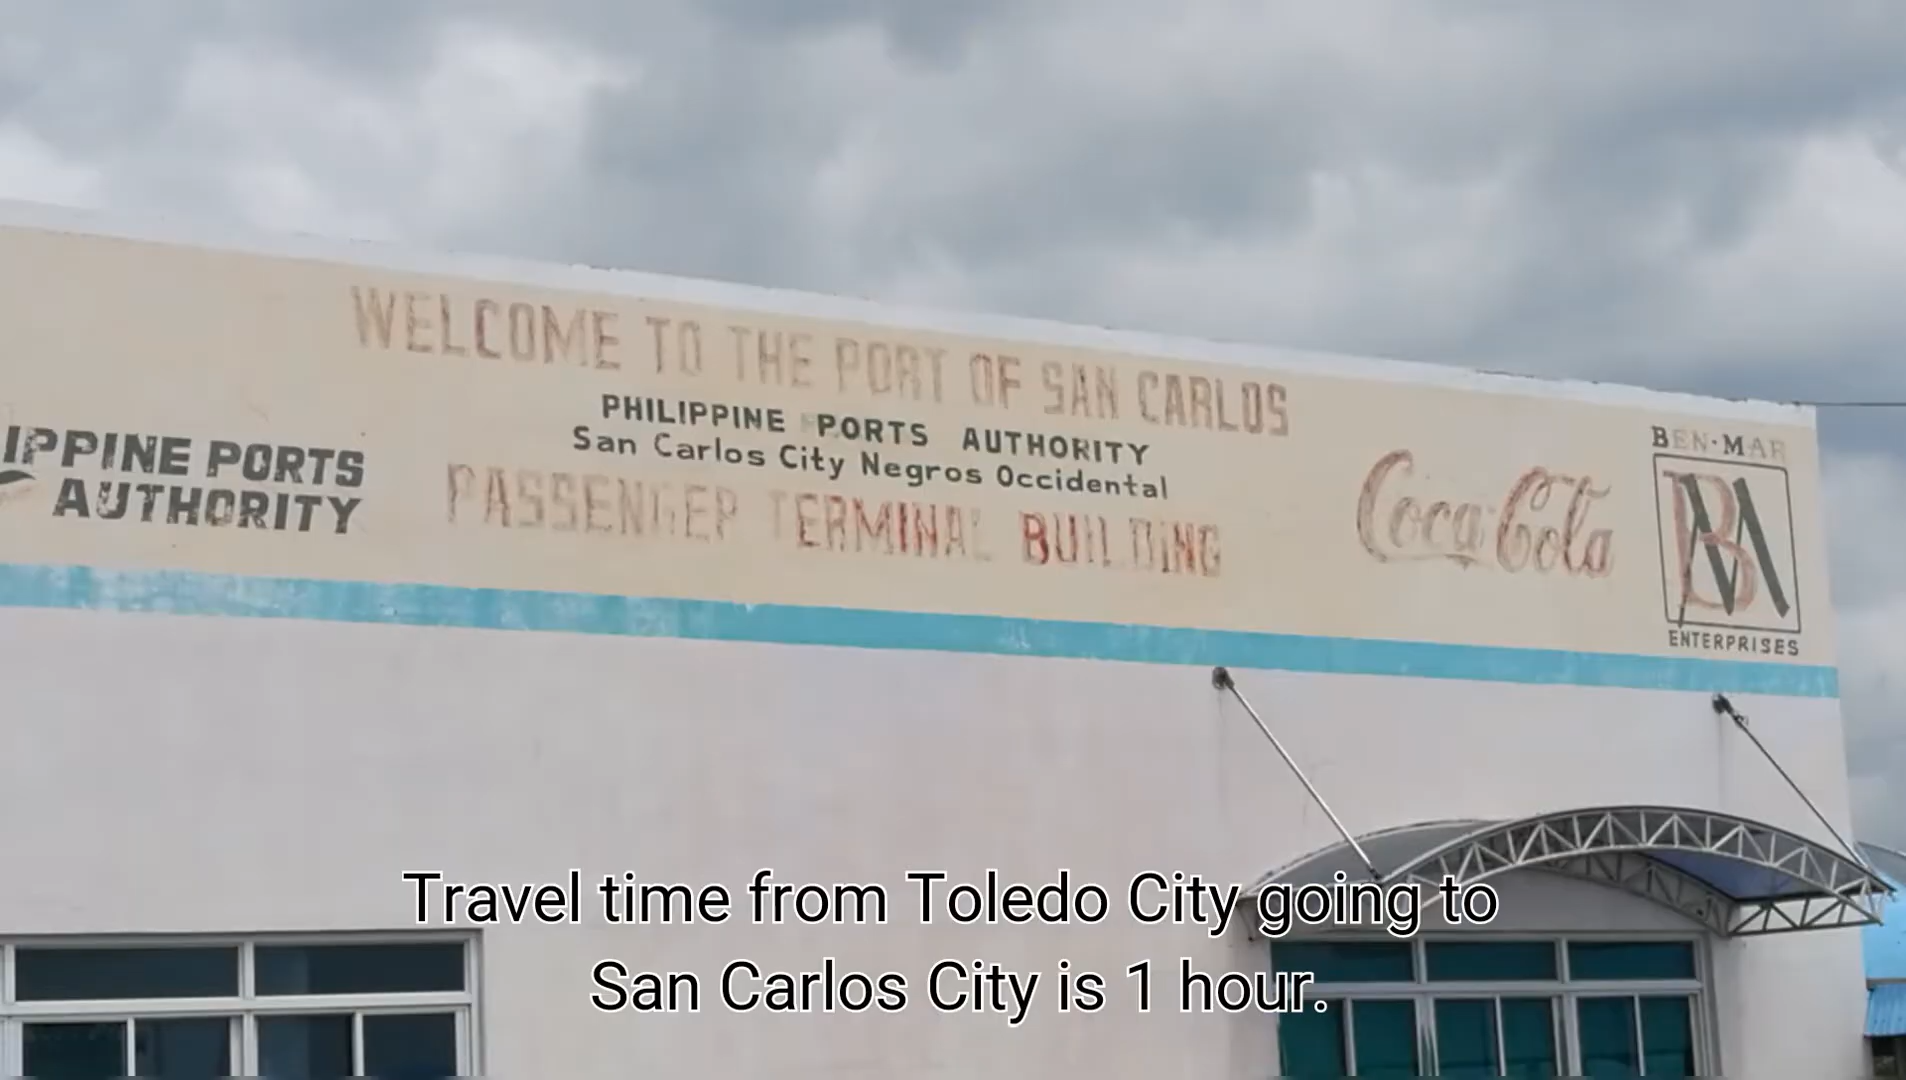 WELCOME TO THE PORT OF SAN CARLOS
PHILIPPINE PORTS AUTHORITY
San Carlos City Negros Occidental
PASSENGER TERMINAL BUILDING
IPPINE PORTS
AUTHORITY
Coca-Cola
BEN-MAR
BM
ENTERPRISES
Travel time from Toledo City going to
San Carlos City is 1 hour.